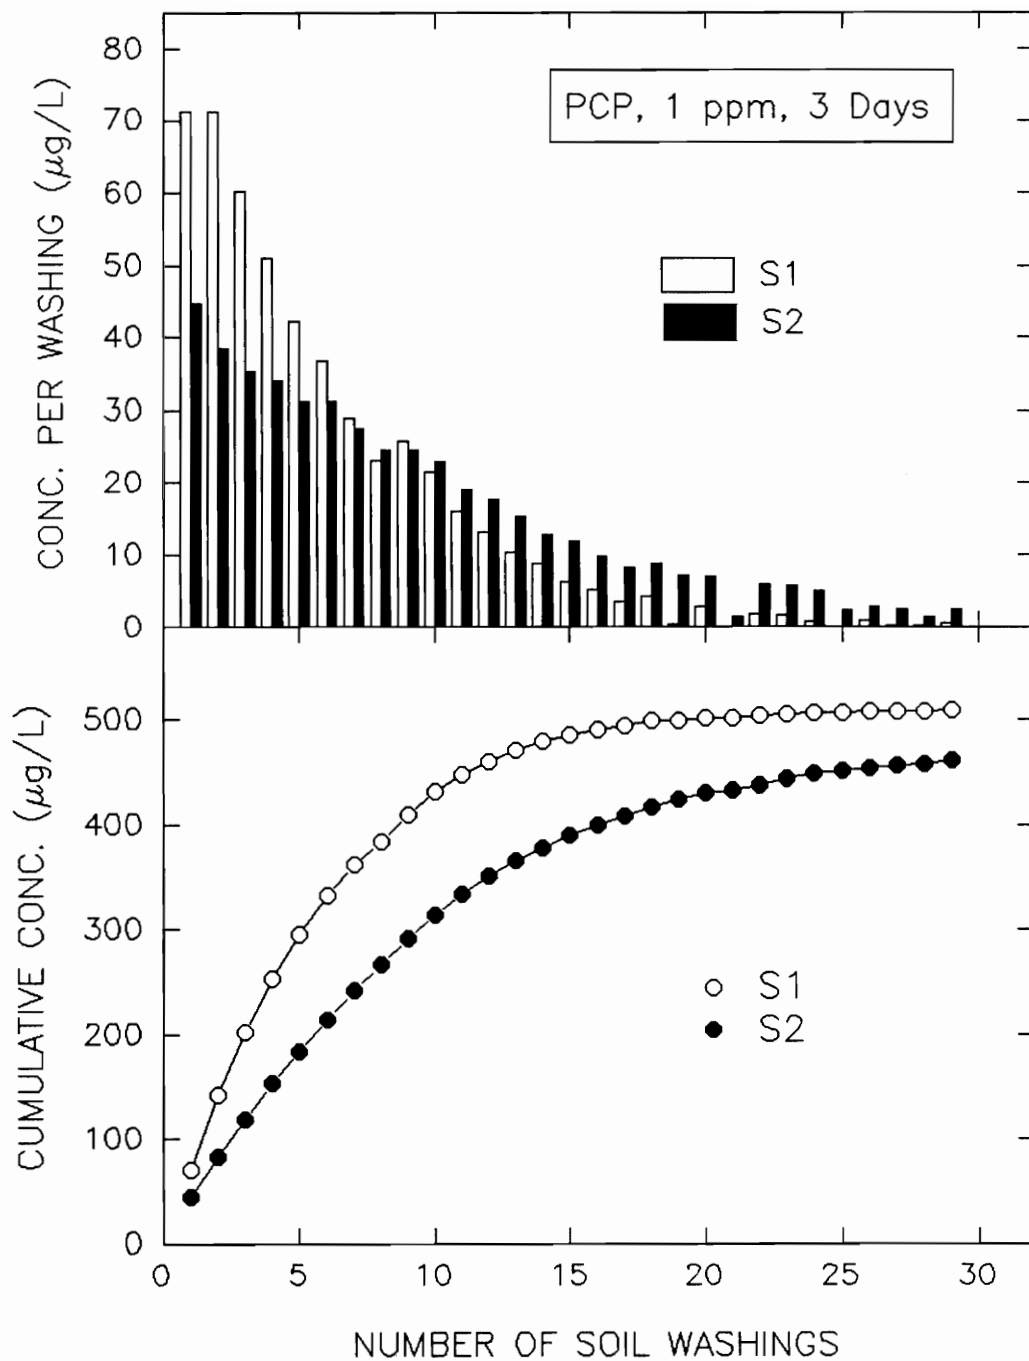 80
70
60
50
40
30
20
10
0
CONC. PER WASHING (µg/L)
PCP, 1 ppm, 3 Days
S1
S2
500
400
300
200
100
0
CUMULATIVE CONC. (µg/L)
S1
S2
0 5 10 15 20 25 30
NUMBER OF SOIL WASHINGS